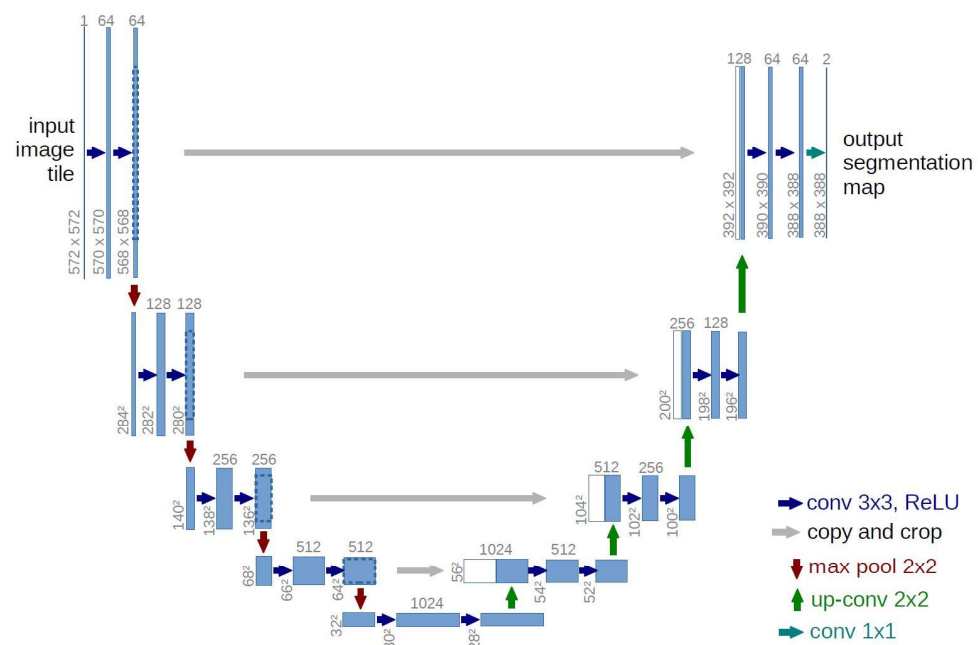 1 64 64
128 64 64 2
input
image
tile
output
segmentation
map
572 x 572
570 x 570
568 x 568
392 x 392
390 x 390
388 x 388
388 x 388
128 128
256 128
284²
282²
280²
200²
198²
196²
256 256
512 256
140²
138²
136²
104²
102²
100²
512 512
1024 512
68²
66²
64²
56²
54²
52²
1024
32²
conv 3x3, ReLU
copy and crop
max pool 2x2
up-conv 2x2
conv 1x1